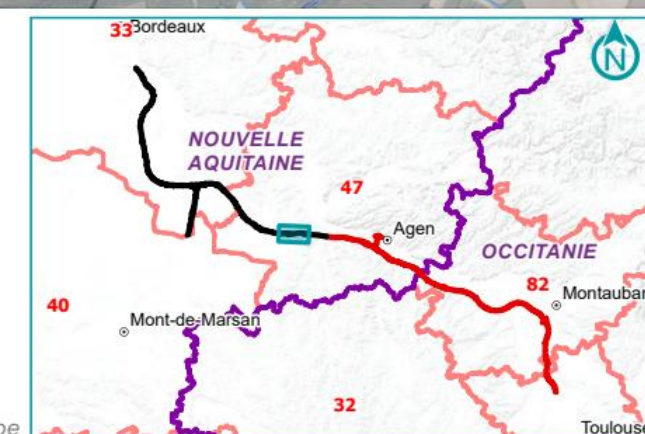 33
Bordeaux
N
NOUVELLE
AQUITAINE
47
Agen
OCCITANIE
82
Montauban
40
Mont-de-Marsan
32
Toulouse